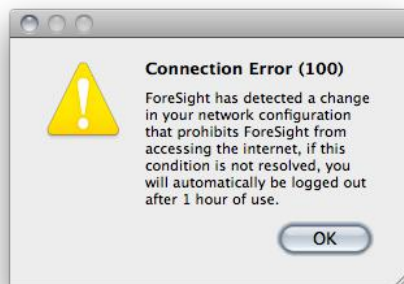 Connection Error (100)
ForeSight has detected a change
in your network configuration
that prohibits ForeSight from
accessing the internet, if this
condition is not resolved, you
will automatically be logged out
after 1 hour of use.
OK